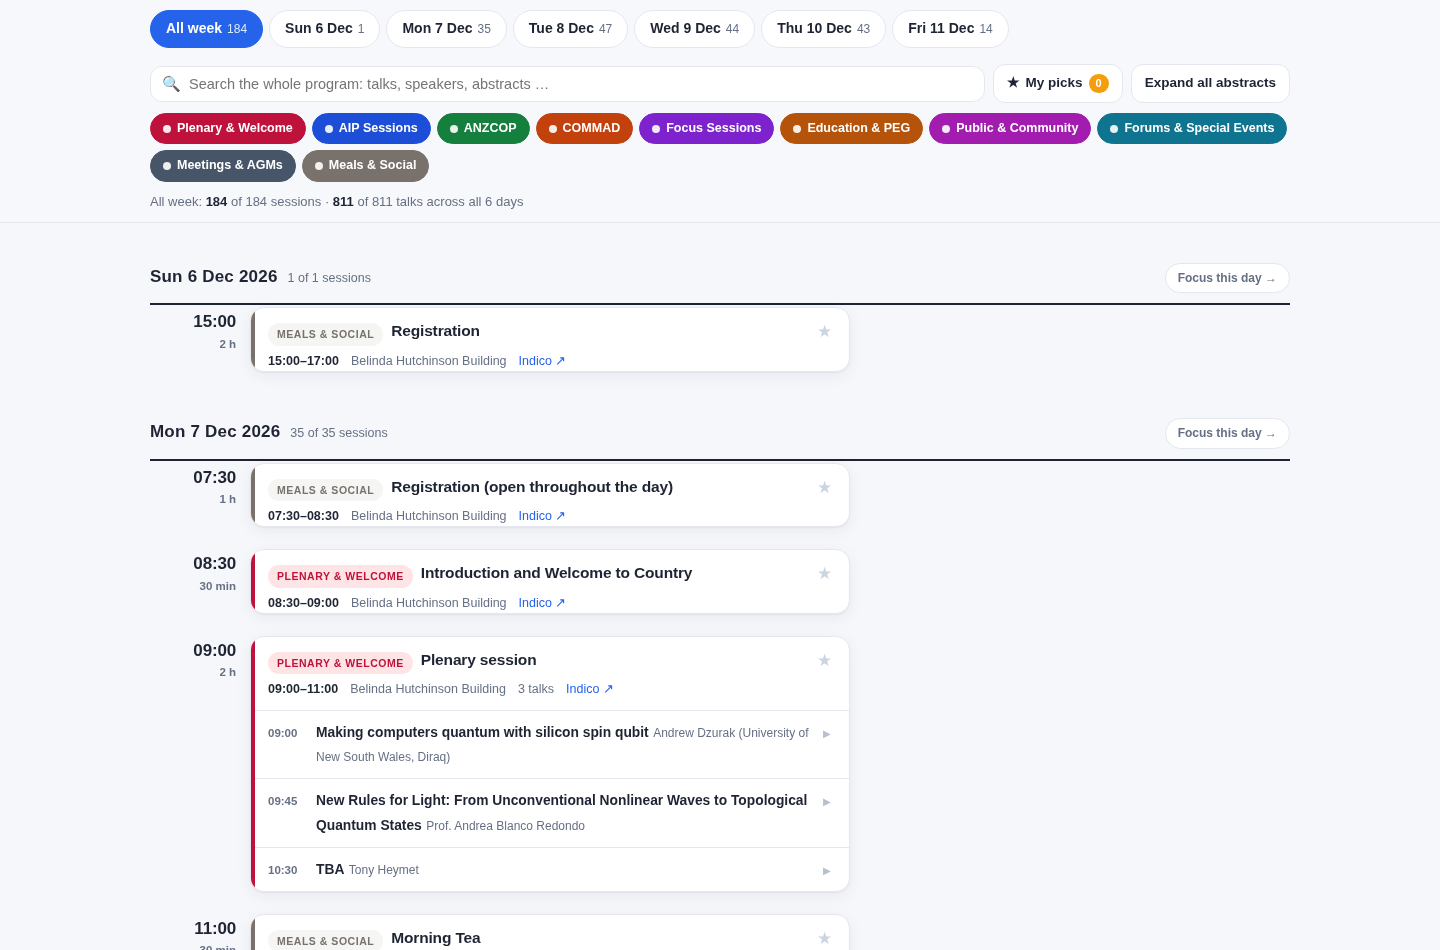 All week 184 Sun 6 Dec 1 Mon 7 Dec 35 Tue 8 Dec 47 Wed 9 Dec 44 Thu 10 Dec 43 Fri 11 Dec 14
🔍 Search the whole program: talks, speakers, abstracts … ★ My picks 0 Expand all abstracts
Plenary & Welcome AIP Sessions ANZCOP COMMAD Focus Sessions Education & PEG Public & Community Forums & Special Events
Meetings & AGMs Meals & Social
All week: 184 of 184 sessions · 811 of 811 talks across all 6 days
Sun 6 Dec 2026 1 of 1 sessions Focus this day →
15:00 MEALS & SOCIAL Registration ★
2 h
15:00–17:00 Belinda Hutchinson Building Indico ↗
Mon 7 Dec 2026 35 of 35 sessions Focus this day →
07:30 MEALS & SOCIAL Registration (open throughout the day) ★
1 h
07:30–08:30 Belinda Hutchinson Building Indico ↗
08:30 PLENARY & WELCOME Introduction and Welcome to Country ★
30 min
08:30–09:00 Belinda Hutchinson Building Indico ↗
09:00 PLENARY & WELCOME Plenary session ★
2 h
09:00–11:00 Belinda Hutchinson Building 3 talks Indico ↗
09:00 Making computers quantum with silicon spin qubit Andrew Dzurak (University of ▶
New South Wales, Diraq)
09:45 New Rules for Light: From Unconventional Nonlinear Waves to Topological ▶
Quantum States Prof. Andrea Blanco Redondo
10:30 TBA Tony Heymet ▶
11:00 MEALS & SOCIAL Morning Tea ★
30 min